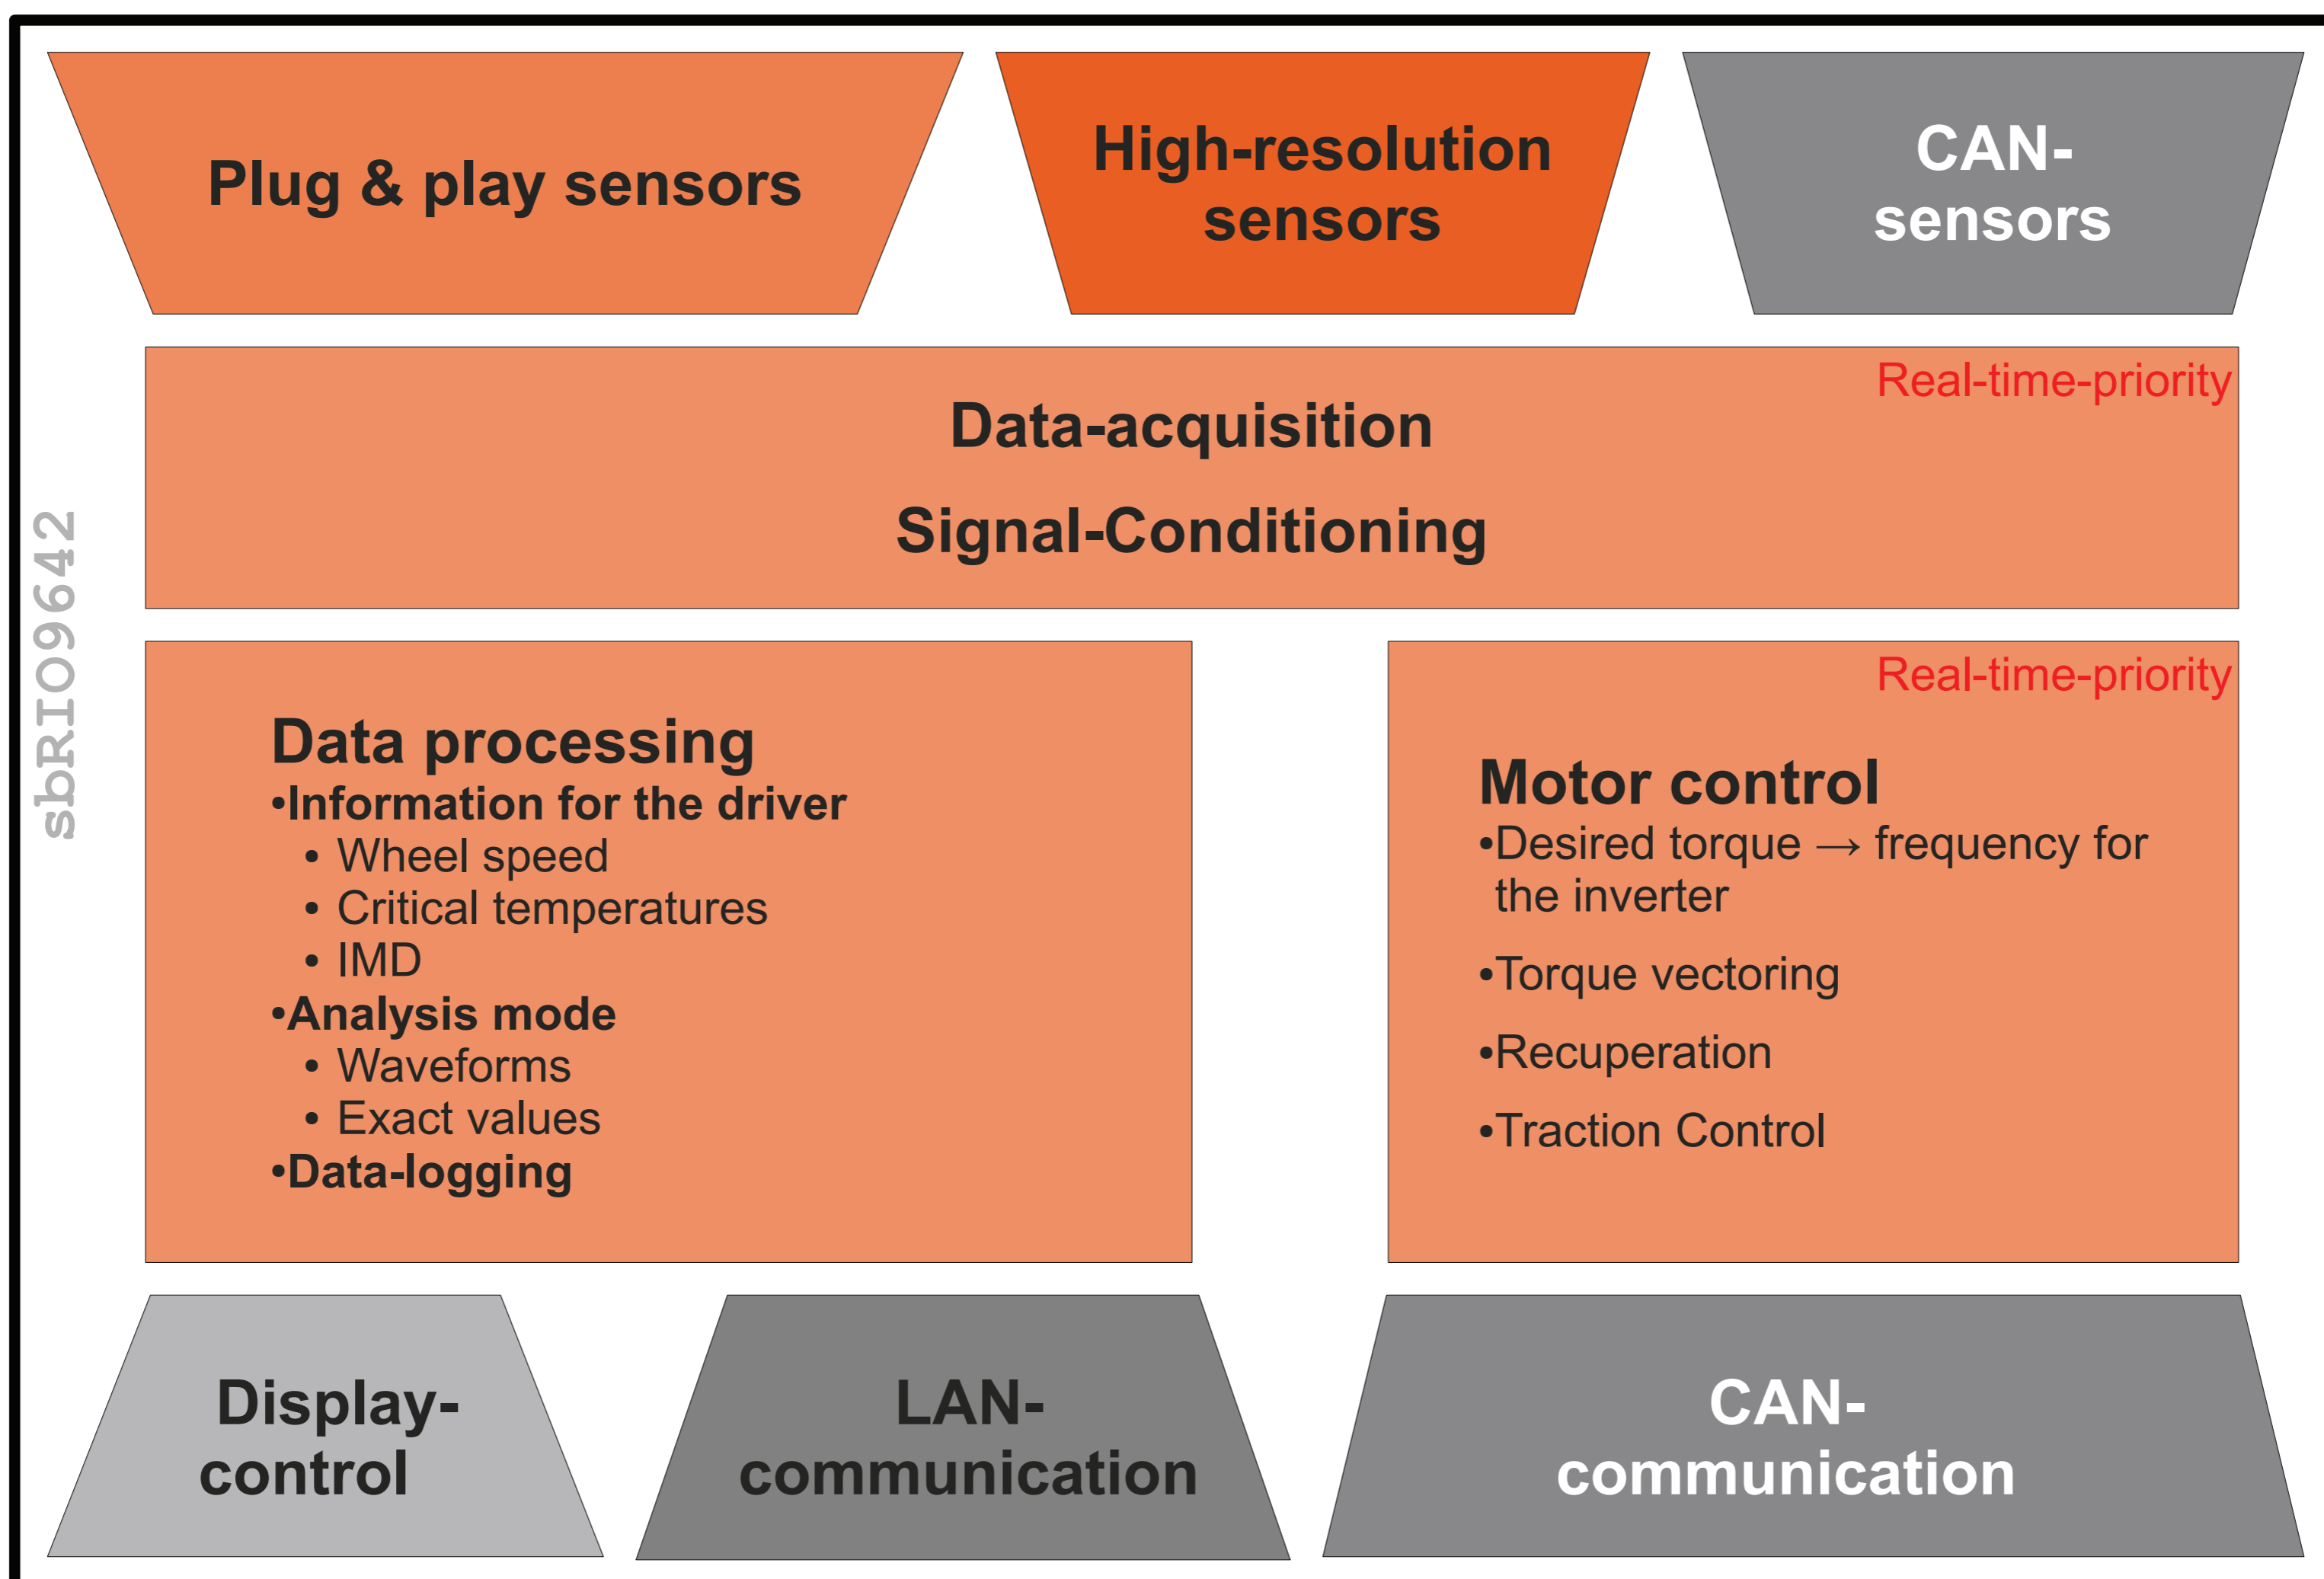 Plug & play sensors
High-resolution
sensors
CAN-
sensors
Real-time-priority
Data-acquisition
Signal-Conditioning
sbRIO9642
Data processing
•Information for the driver
• Wheel speed
• Critical temperatures
• IMD
•Analysis mode
• Waveforms
• Exact values
•Data-logging
Real-time-priority
Motor control
•Desired torque → frequency for
the inverter
•Torque vectoring
•Recuperation
•Traction Control
Display-
control
LAN-
communication
CAN-
communication